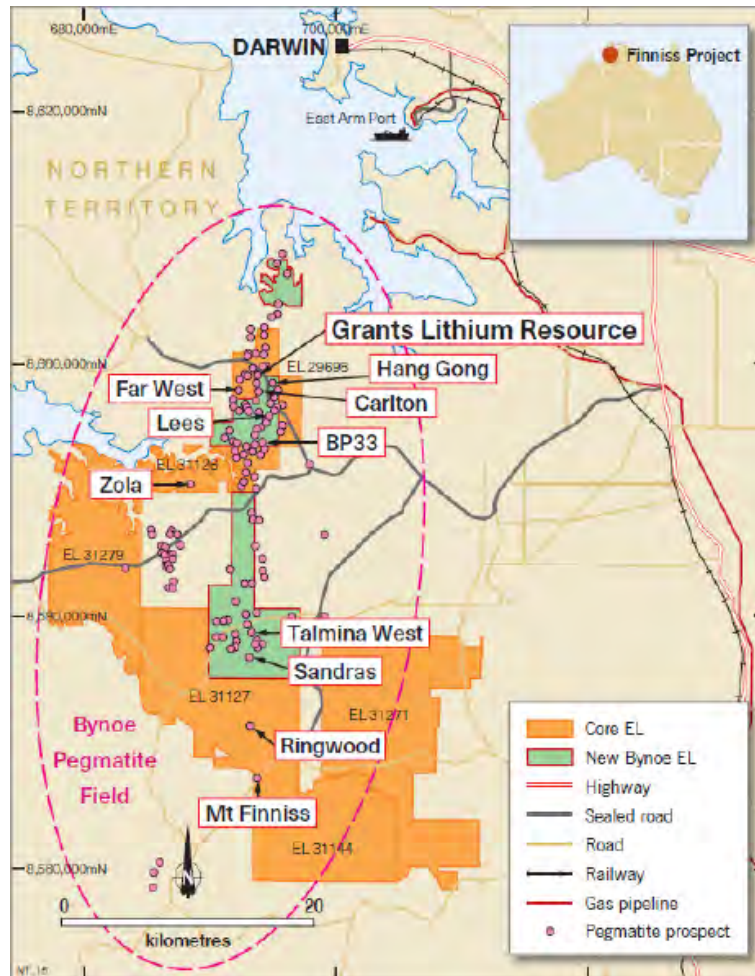 680,000mE
700,000mE
DARWIN
Finniss Project
8,620,000mN
East Arm Port
NORTHERN
TERRITORY
Grants Lithium Resource
8,600,000mN
EL 29698
Hang Gong
Far West
Carlton
Lees
BP33
EL 31126
Zola
EL 31279
8,580,000mN
Talmina West
Sandras
EL 31127
EL 31271
Bynoe
Pegmatite
Field
Ringwood
Mt Finniss
EL 31144
8,560,000mN
N
0 20
kilometres
Core EL
New Bynoe EL
Highway
Sealed road
Road
Railway
Gas pipeline
Pegmatite prospect